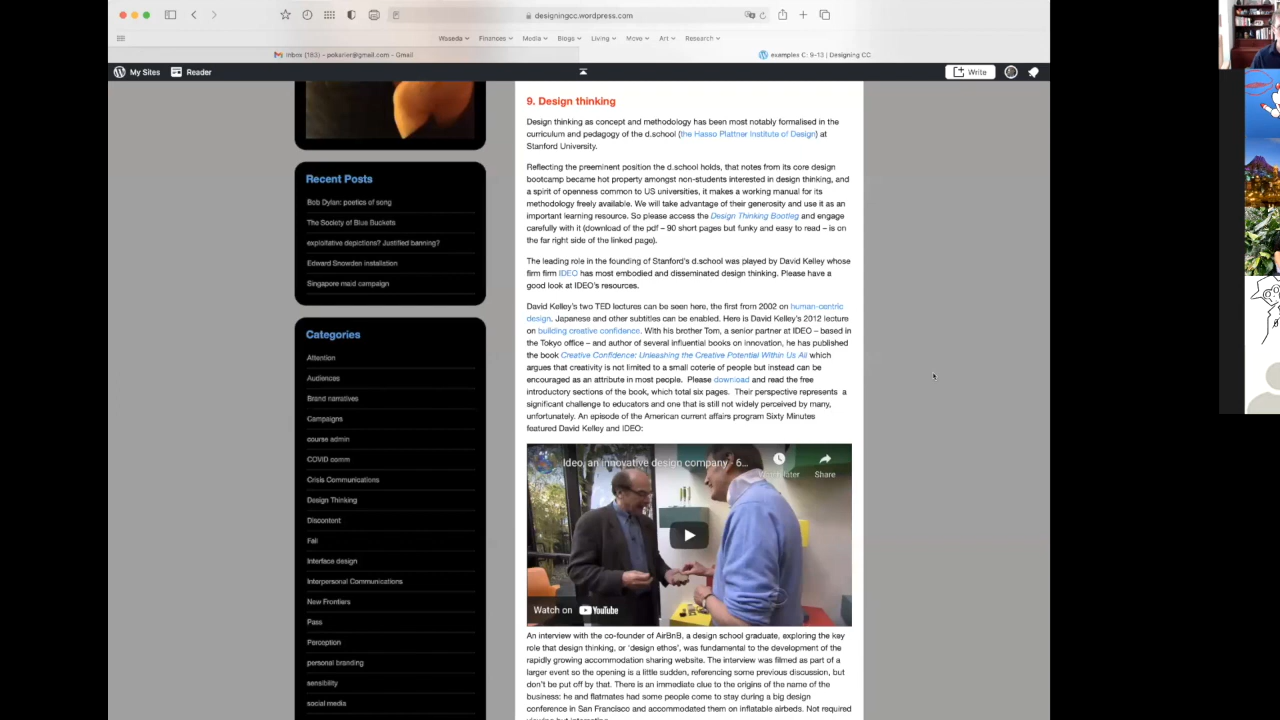 designingcc.wordpress.com
Waseda Finances Media Blogs Living Move Art Research
Inbox (183) – pokarier@gmail.com – Gmail
examples C: 9–13 | Designing CC
My Sites Reader
Write
Recent Posts
Bob Dylan: poetics of song
The Society of Blue Buckets
exploitative depictions? Justified banning?
Edward Snowden installation
Singapore maid campaign
Categories
Attention
Audiences
Brand narratives
Campaigns
course admin
COVID comm
Crisis Communications
Design Thinking
Discontent
Fail
Interface design
Interpersonal Communications
New Frontiers
Pass
Perception
personal branding
sensibility
social media
9. Design thinking
Design thinking as concept and methodology has been most notably formalised in the
curriculum and pedagogy of the d.school (the Hasso Plattner Institute of Design) at
Stanford University.
Reflecting the preeminent position the d.school holds, that notes from its core design
bootcamp became hot property amongst non-students interested in design thinking, and
a spirit of openness common to US universities, it makes a working manual for its
methodology freely available. We will take advantage of their generosity and use it as an
important learning resource. So please access the Design Thinking Bootleg and engage
carefully with it (download of the pdf – 90 short pages but funky and easy to read – is on
the far right side of the linked page).
The leading role in the founding of Stanford's d.school was played by David Kelley whose
firm firm IDEO has most embodied and disseminated design thinking. Please have a
good look at IDEO's resources.
David Kelley's two TED lectures can be seen here, the first from 2002 on human-centric
design. Japanese and other subtitles can be enabled. Here is David Kelley's 2012 lecture
on building creative confidence. With his brother Tom, a senior partner at IDEO – based in
the Tokyo office – and author of several influential books on innovation, he has published
the book Creative Confidence: Unleashing the Creative Potential Within Us All which
argues that creativity is not limited to a small coterie of people but instead can be
encouraged as an attribute in most people. Please download and read the free
introductory sections of the book, which total six pages. Their perspective represents a
significant challenge to educators and one that is still not widely perceived by many,
unfortunately. An episode of the American current affairs program Sixty Minutes
featured David Kelley and IDEO:
Ideo, an innovative design company - 6...
Watch later Share
Watch on YouTube
An interview with the co-founder of AirBnB, a design school graduate, exploring the key
role that design thinking, or 'design ethos', was fundamental to the development of the
rapidly growing accommodation sharing website. The interview was filmed as part of a
larger event so the opening is a little sudden, referencing some previous discussion, but
don't be put off by that. There is an immediate clue to the origins of the name of the
business: he and flatmates had some people come to stay during a big design
conference in San Francisco and accommodated them on inflatable airbeds. Not required
viewing but interesting